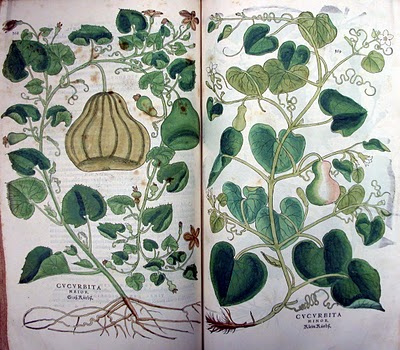 CVCVRBITA
MAIOR.
Groß Kürbß.
CVCVRBITA
MINOR.
Klein Kürbß.